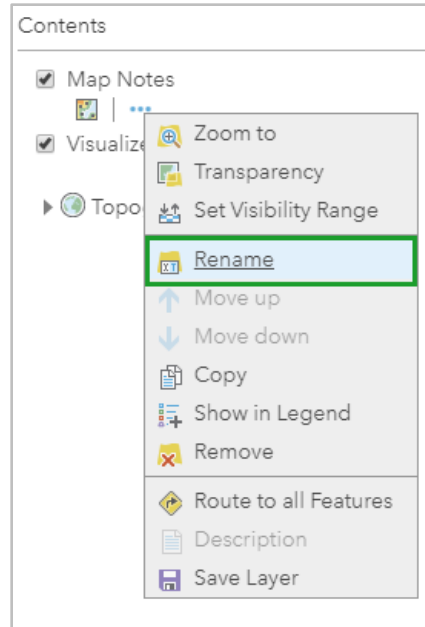 Contents
Map Notes
Zoom to
Visualize
Transparency
Topo
Set Visibility Range
Rename
Move up
Move down
Copy
Show in Legend
Remove
Route to all Features
Description
Save Layer